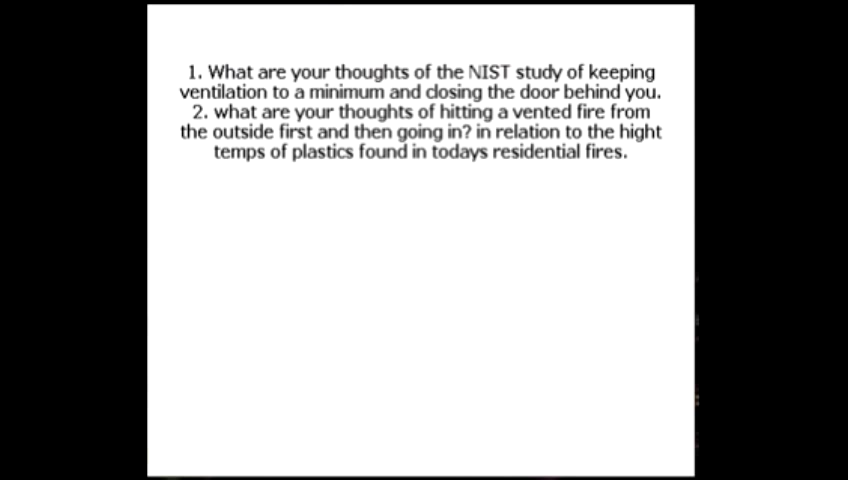 1. What are your thoughts of the NIST study of keeping
ventilation to a minimum and closing the door behind you.
2. what are your thoughts of hitting a vented fire from
the outside first and then going in? in relation to the hight
temps of plastics found in todays residential fires.